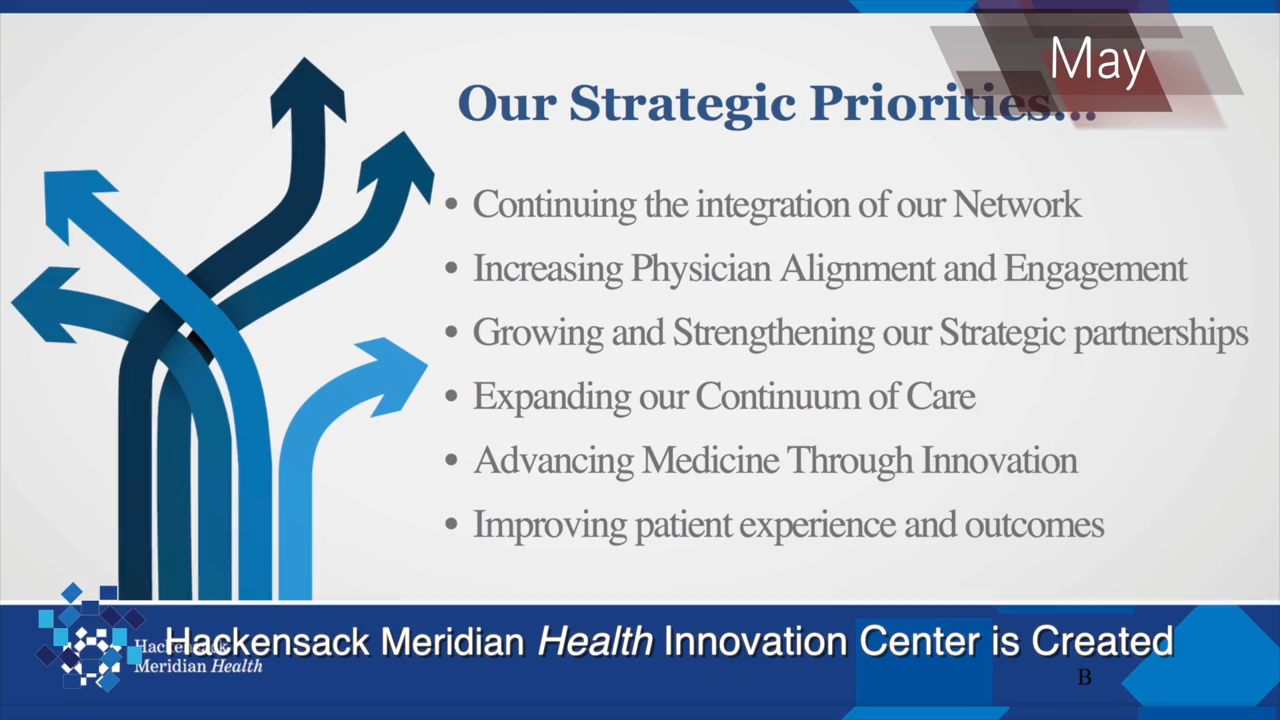 May
Our Strategic Priorities...
• Continuing the integration of our Network
• Increasing Physician Alignment and Engagement
• Growing and Strengthening our Strategic partnerships
• Expanding our Continuum of Care
• Advancing Medicine Through Innovation
• Improving patient experience and outcomes
Hackensack Meridian Health Innovation Center is Created
Hackensack
Meridian Health
B